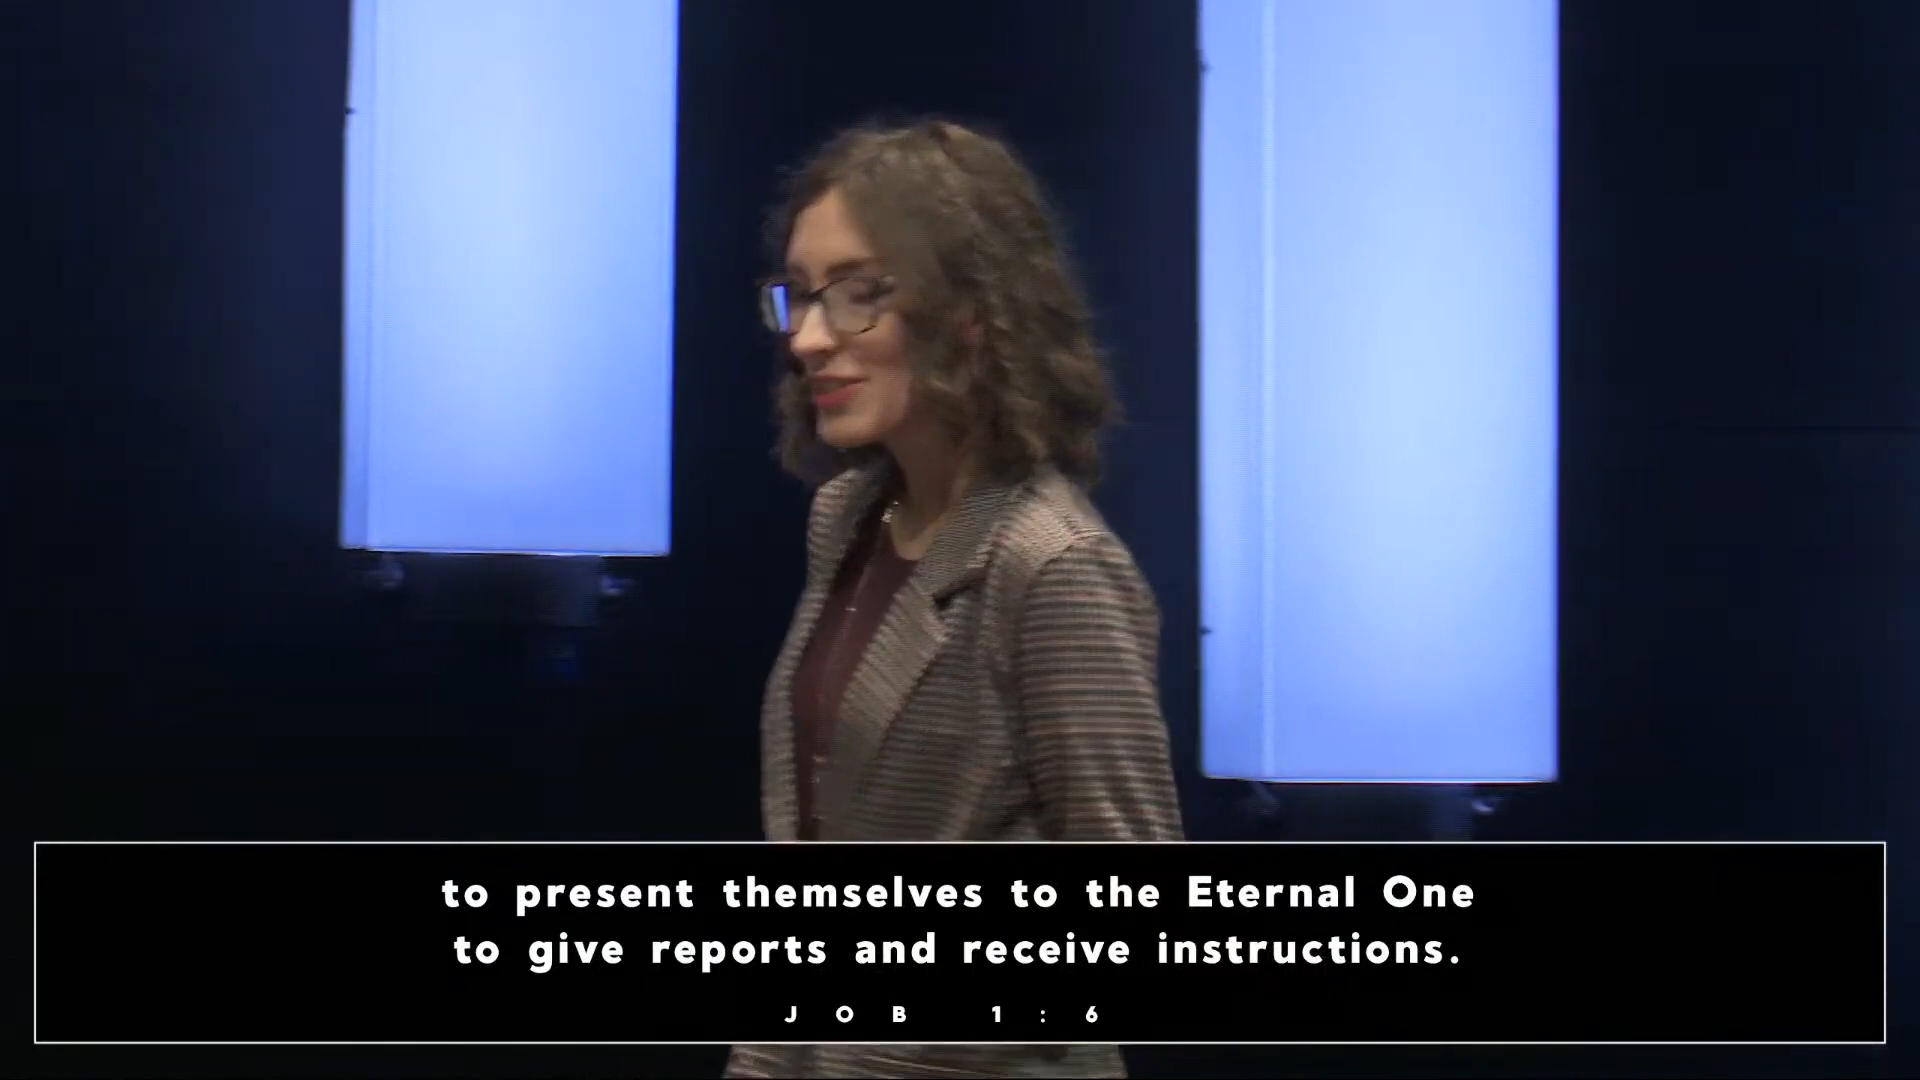 to present themselves to the Eternal One
to give reports and receive instructions.
JOB 1:6